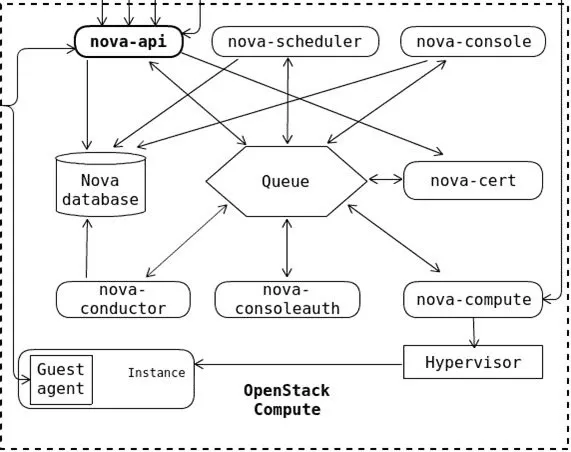 nova-api
nova-scheduler
nova-console
Nova
database
Queue
nova-cert
nova-
conductor
nova-
consoleauth
nova-compute
Guest
agent
Instance
Hypervisor
OpenStack
Compute